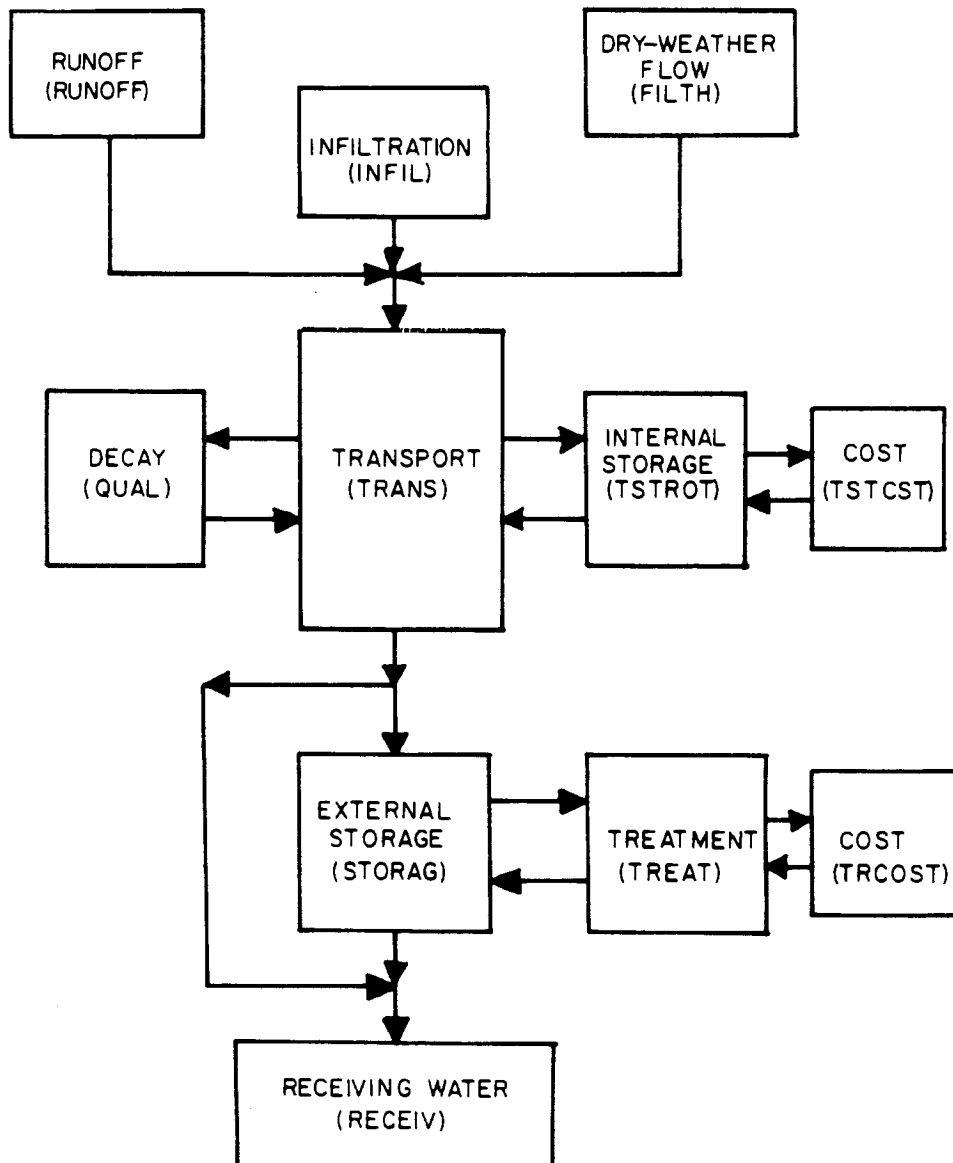 RUNOFF
(RUNOFF)
DRY-WEATHER
FLOW
(FILTH)
INFILTRATION
(INFIL)
DECAY
(QUAL)
TRANSPORT
(TRANS)
INTERNAL
STORAGE
(TSTROT)
COST
(TSTCST)
EXTERNAL
STORAGE
(STORAG)
TREATMENT
(TREAT)
COST
(TRCOST)
RECEIVING WATER
(RECEIV)